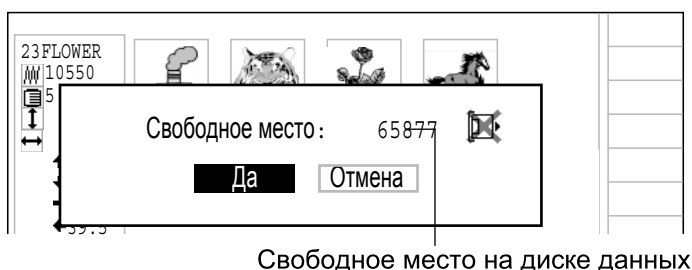 23FLOWER
10550
5
Свободное место: 65877
Да Отмена
39.5
Свободное место на диске данных